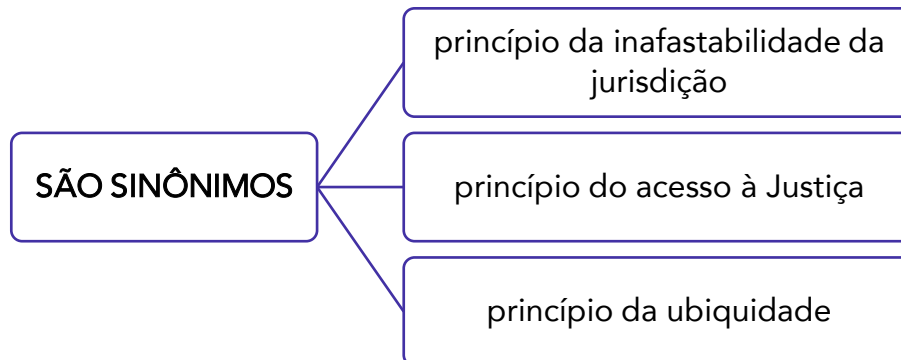 SÃO SINÔNIMOS
princípio da inafastabilidade da
jurisdição
princípio do acesso à Justiça
princípio da ubiquidade